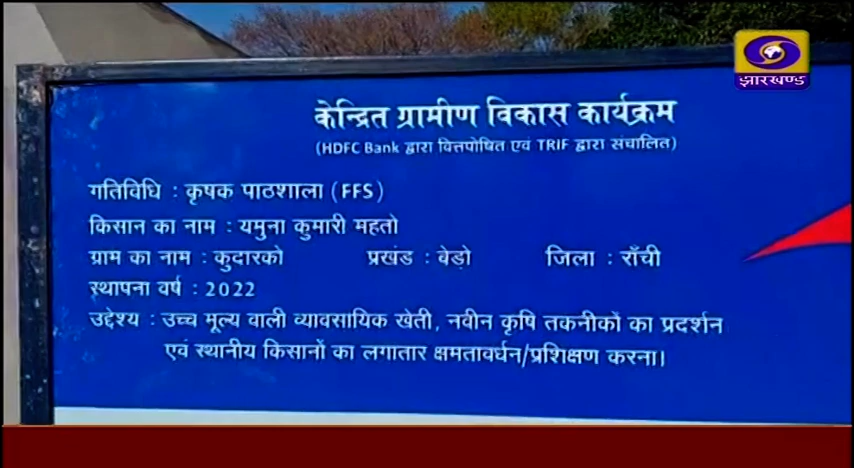 झारखण्ड
केन्द्रित ग्रामीण विकास कार्यक्रम
(HDFC Bank द्वारा वित्तपोषित एवं TRIF द्वारा संचालित)
गतिविधि : कृषक पाठशाला (FFS)
किसान का नाम : यमुना कुमारी महतो
ग्राम का नाम : कुदारको प्रखंड : बेड़ो जिला : राँची
स्थापना वर्ष : 2022
उद्देश्य : उच्च मूल्य वाली व्यावसायिक खेती, नवीन कृषि तकनीकों का प्रदर्शन
एवं स्थानीय किसानों का लगातार क्षमतावर्धन/प्रशिक्षण करना।